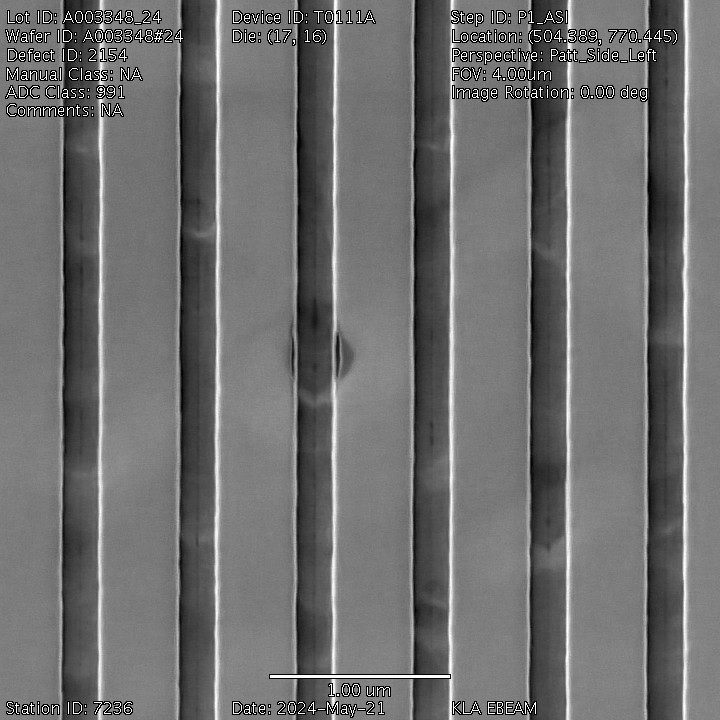 Lot ID: A003348_24
Wafer ID: A003348#24
Defect ID: 2154
Manual Class: NA
ADC Class: 991
Comments: NA
Device ID: T0111A
Die: (17, 16)
Step ID: P1_ASI
Location: (504.389, 770.445)
Perspective: Patt_Side_Left
FOV: 4.00um
Image Rotation: 0.00 deg
1.00 um
Station ID: 7236
Date: 2024-May-21
KLA EBEAM